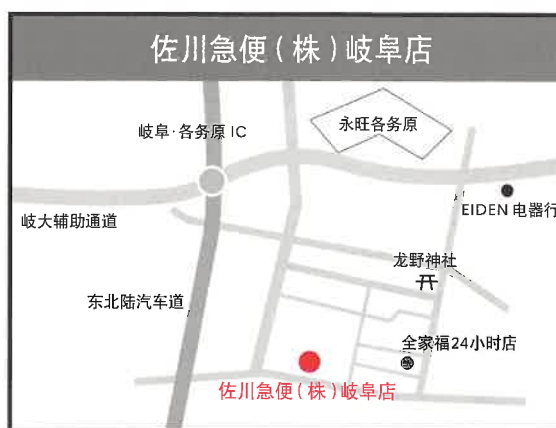 佐川急便(株)岐阜店
永旺各务原
岐阜·各务原 IC
EIDEN 电器行
岐大辅助通道
龙野神社
东北陆汽车道
全家福24小时店
佐川急便(株)岐阜店